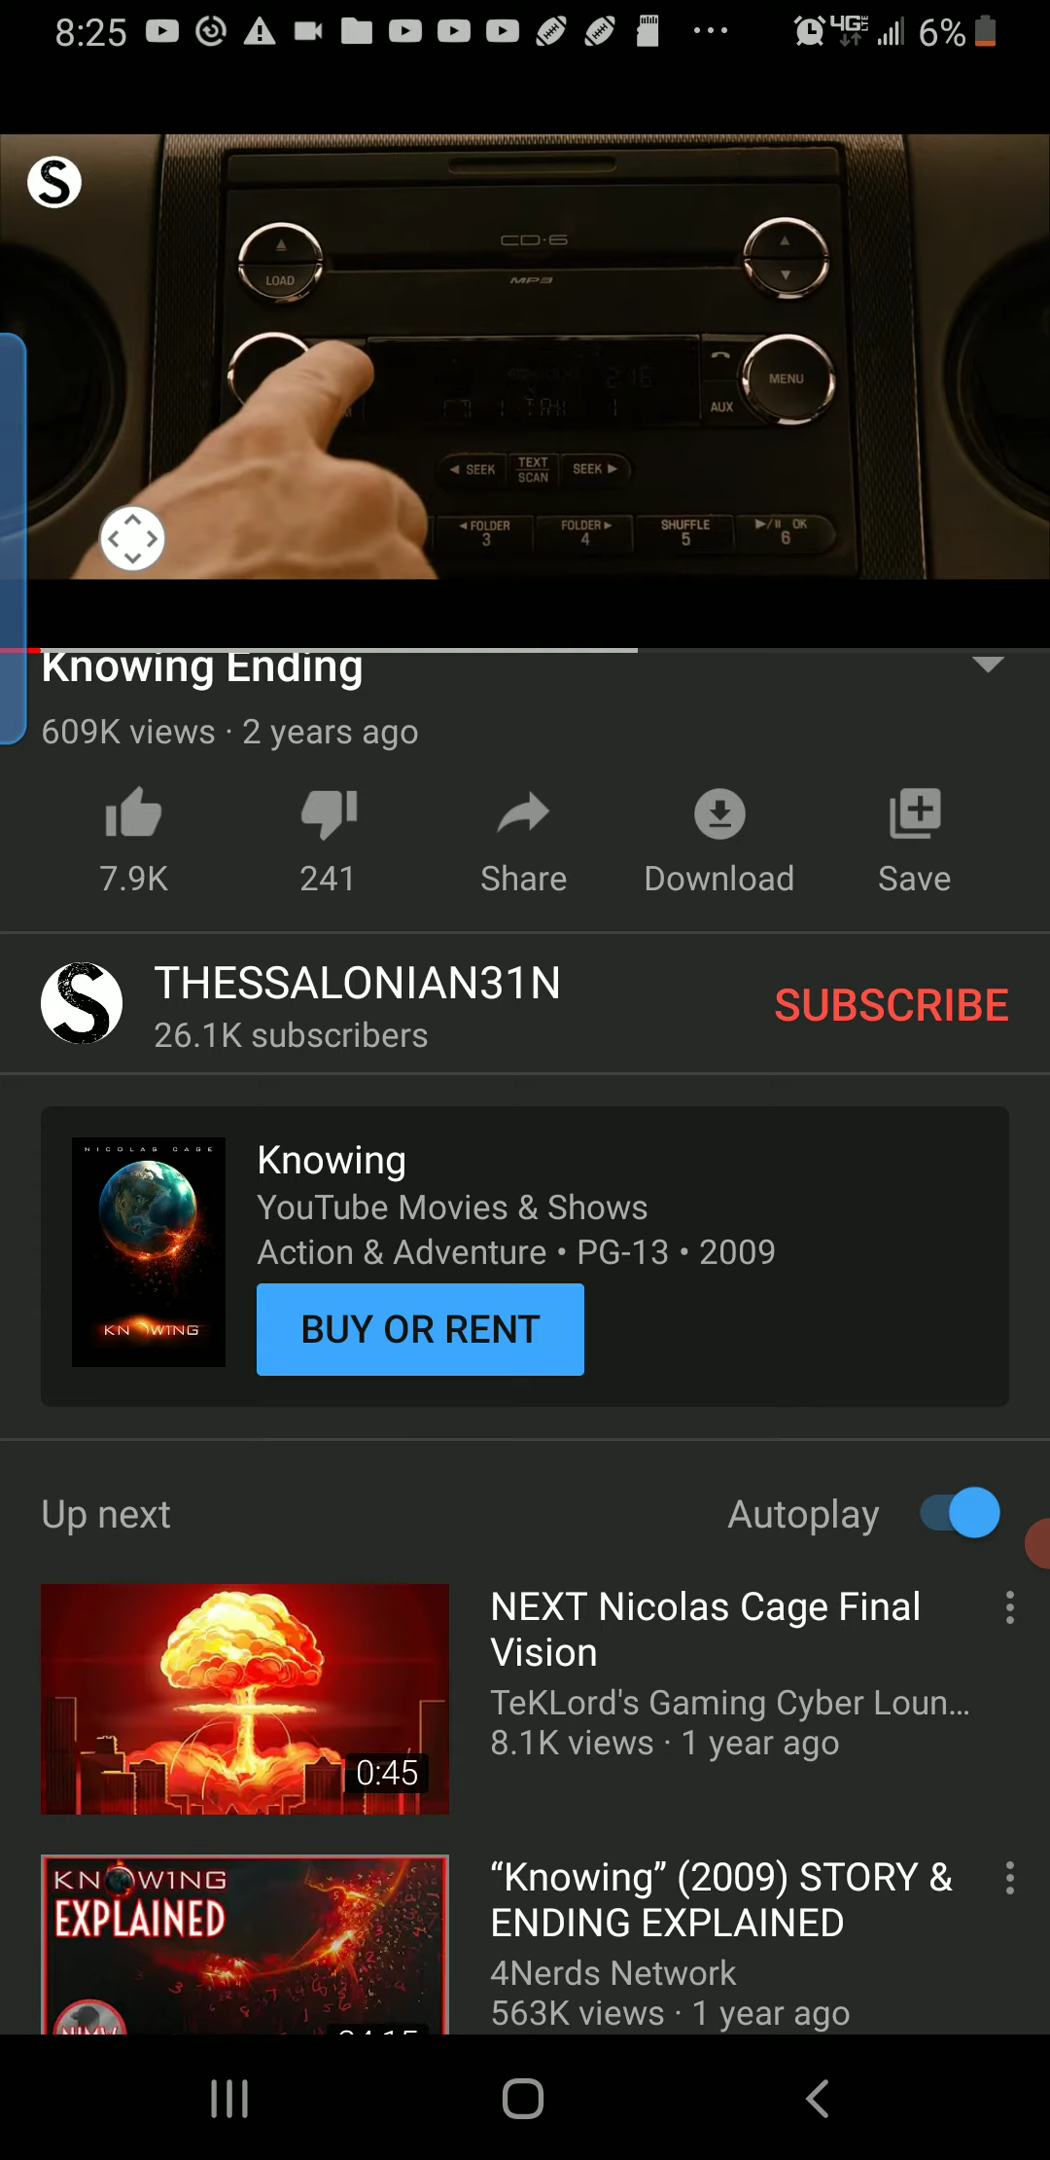 8:25
4G LTE
6%
S
CD·6
LOAD
MP3
216
MENU
AUX
SEEK
TEXT
SCAN
SEEK
FOLDER
3
FOLDER
4
SHUFFLE
5
OK
6
Knowing Ending
609K views · 2 years ago
7.9K
241
Share
Download
Save
S
THESSALONIAN31N
26.1K subscribers
SUBSCRIBE
NICOLAS CAGE
KNOWING
Knowing
YouTube Movies & Shows
Action & Adventure • PG-13 • 2009
BUY OR RENT
Up next
Autoplay
0:45
NEXT Nicolas Cage Final
Vision
TeKLord's Gaming Cyber Loun...
8.1K views · 1 year ago
KNOW1NG
EXPLAINED
“Knowing” (2009) STORY &
ENDING EXPLAINED
4Nerds Network
563K views · 1 year ago